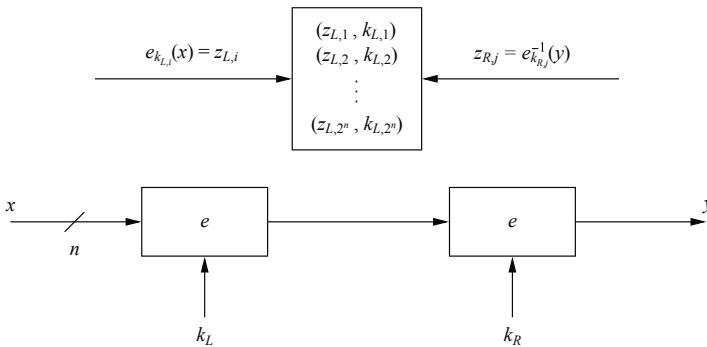 (z_{L,1} , k_{L,1})
e_{k_{L,i}}(x) = z_{L,i}
(z_{L,2} , k_{L,2})
z_{R,j} = e_{k_{R,j}}^{-1}(y)
⋮
(z_{L,2^n} , k_{L,2^n})
x
e
e
y
n
k_L
k_R